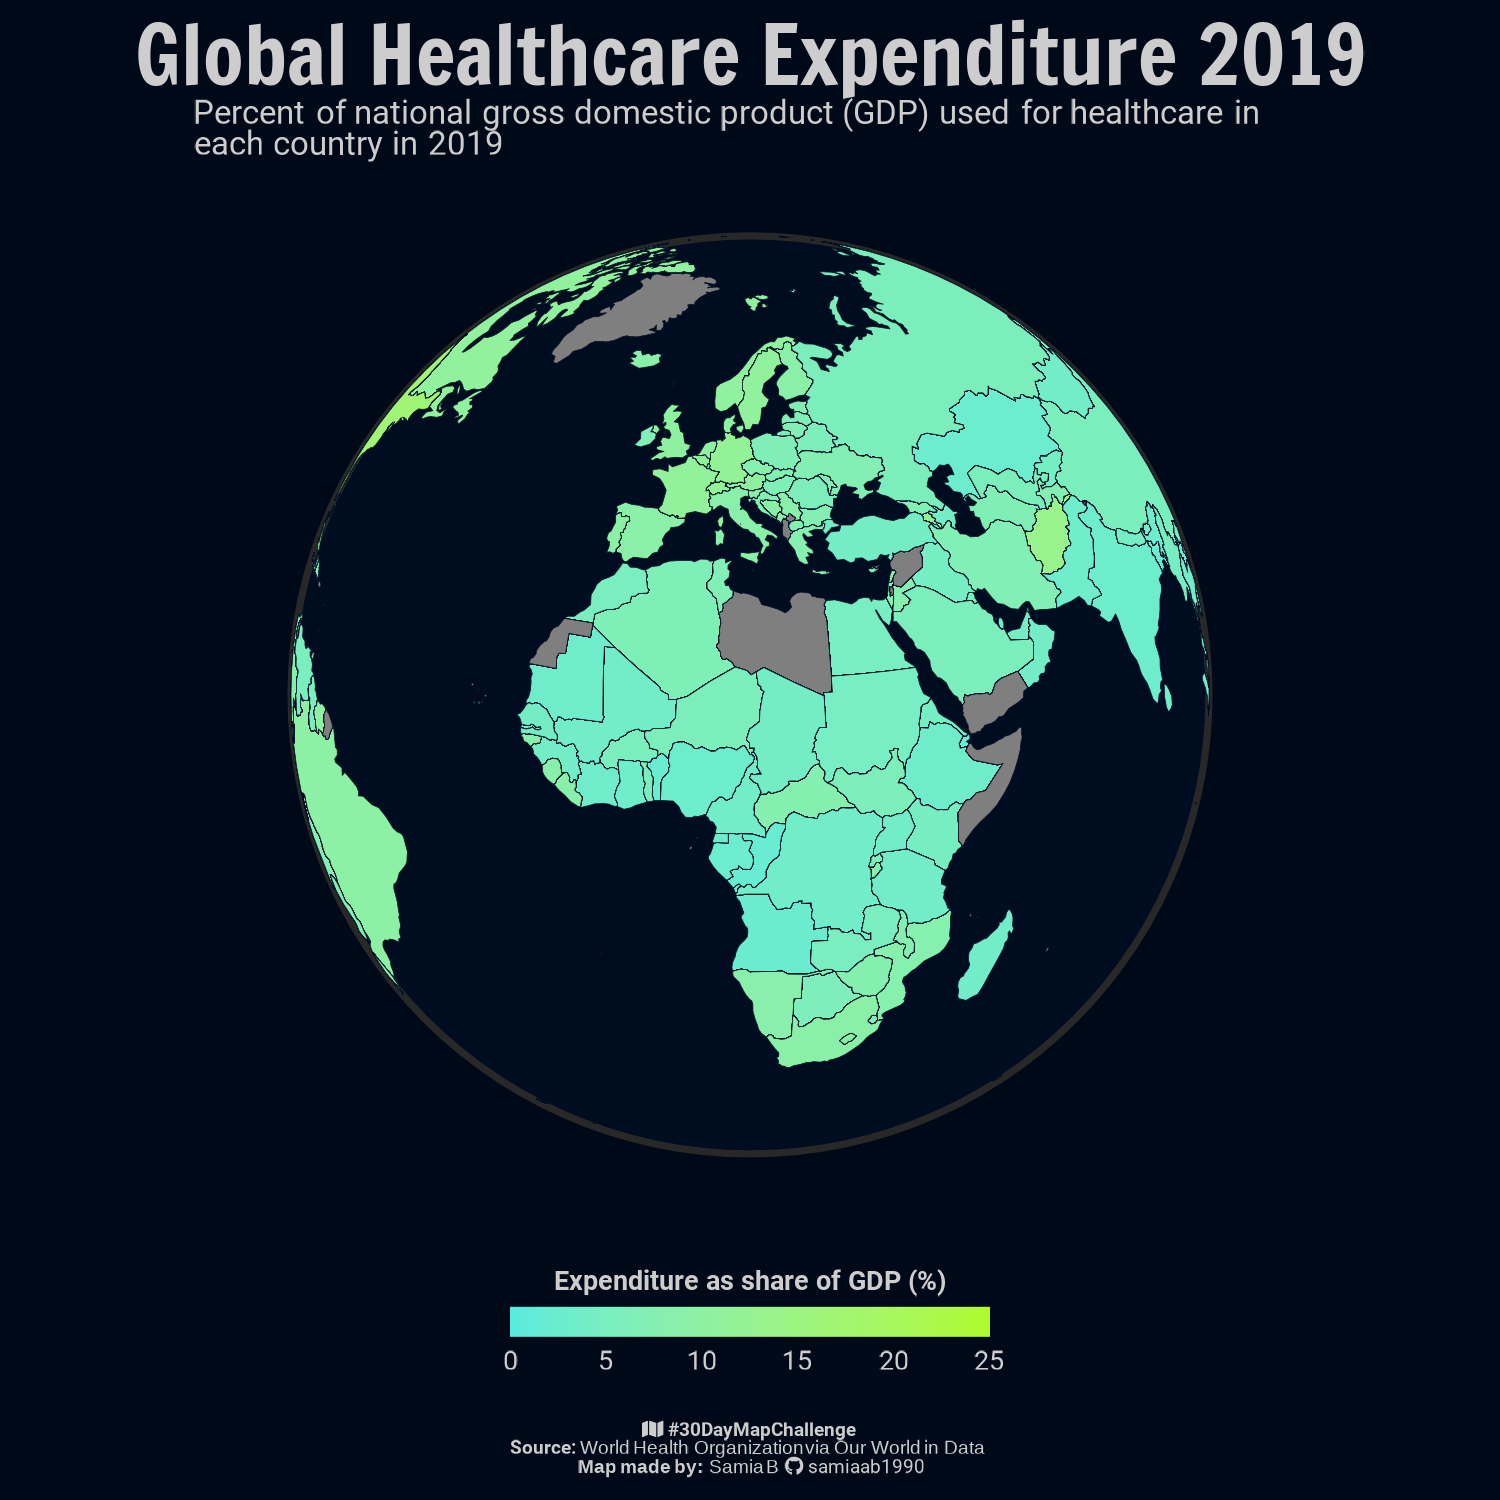 Global Healthcare Expenditure 2019
Percent of national gross domestic product (GDP) used for healthcare in
each country in 2019
Expenditure as share of GDP (%)
0 5 10 15 20 25
#30DayMapChallenge
Source: World Health Organization via Our World in Data
Map made by: Samia B samiaab1990